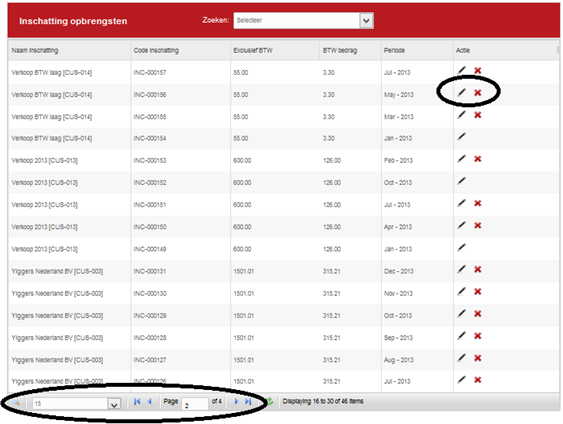 Inschatting opbrengsten Zoeken: Selecteer
Naam inschatting Code inschatting Exclusief BTW BTW bedrag Periode Actie
Verkoop BTW laag [CUS-014] INC-000157 55.00 3.30 Jul - 2013
Verkoop BTW laag [CUS-014] INC-000156 55.00 3.30 May - 2013
Verkoop BTW laag [CUS-014] INC-000155 55.00 3.30 Mar - 2013
Verkoop BTW laag [CUS-014] INC-000154 55.00 3.30 Jan - 2013
Verkoop 2013 [CUS-013] INC-000153 600.00 126.00 Feb - 2013
Verkoop 2013 [CUS-013] INC-000152 600.00 126.00 Oct - 2013
Verkoop 2013 [CUS-013] INC-000151 600.00 126.00 Jul - 2013
Verkoop 2013 [CUS-013] INC-000150 600.00 126.00 Apr - 2013
Verkoop 2013 [CUS-013] INC-000149 600.00 126.00 Jan - 2013
Yiggers Nederland BV [CUS-003] INC-000131 1501.01 315.21 Dec - 2013
Yiggers Nederland BV [CUS-003] INC-000130 1501.01 315.21 Nov - 2013
Yiggers Nederland BV [CUS-003] INC-000129 1501.01 315.21 Oct - 2013
Yiggers Nederland BV [CUS-003] INC-000128 1501.01 315.21 Sep - 2013
Yiggers Nederland BV [CUS-003] INC-000127 1501.01 315.21 Aug - 2013
Yiggers Nederland BV [CUS-003] INC-000126 1501.01 315.21 Jul - 2013
15 Page 2 of 4 Displaying 16 to 30 of 46 items